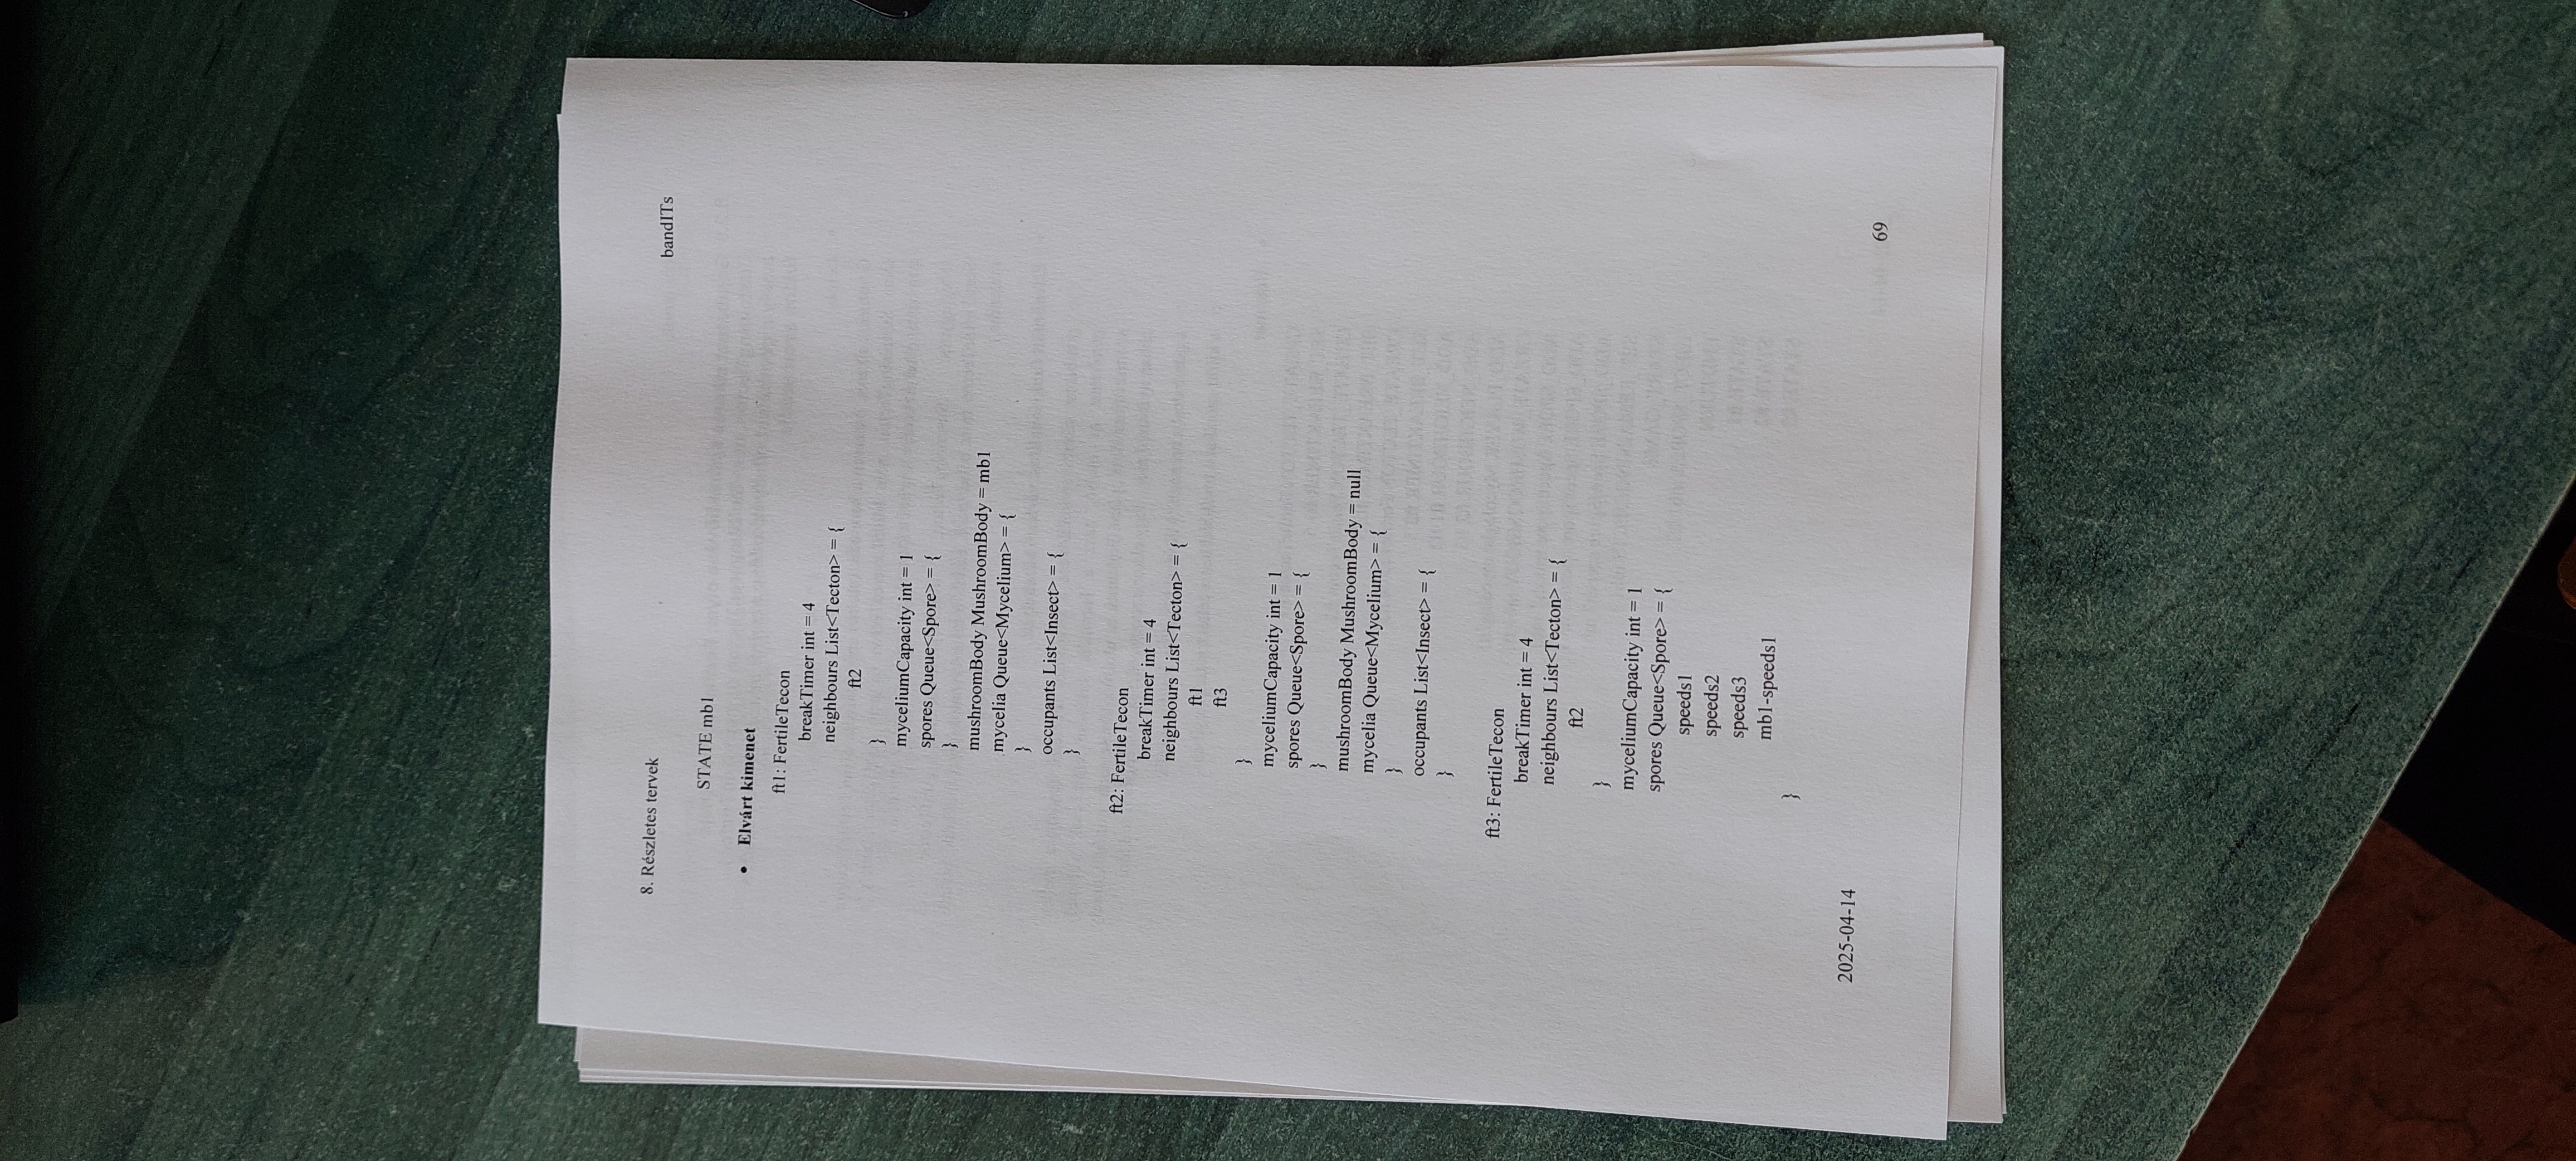 8. Részletes tervek
bandITs
STATE mb1
• Elvárt kimenet
ft1: FertileTecon
breakTimer int = 4
neighbours List<Tecton> = {
ft2
}
myceliumCapacity int = 1
spores Queue<Spore> = {
}
mushroomBody MushroomBody = mb1
mycelia Queue<Mycelium> = {
}
occupants List<Insect> = {
}
ft2: FertileTecon
breakTimer int = 4
neighbours List<Tecton> = {
ft1
ft3
}
myceliumCapacity int = 1
spores Queue<Spore> = {
}
mushroomBody MushroomBody = null
mycelia Queue<Mycelium> = {
}
occupants List<Insect> = {
}
ft3: FertileTecon
breakTimer int = 4
neighbours List<Tecton> = {
ft2
}
myceliumCapacity int = 1
spores Queue<Spore> = {
speeds1
speeds2
speeds3
mb1-speeds1
}
2025-04-14
69